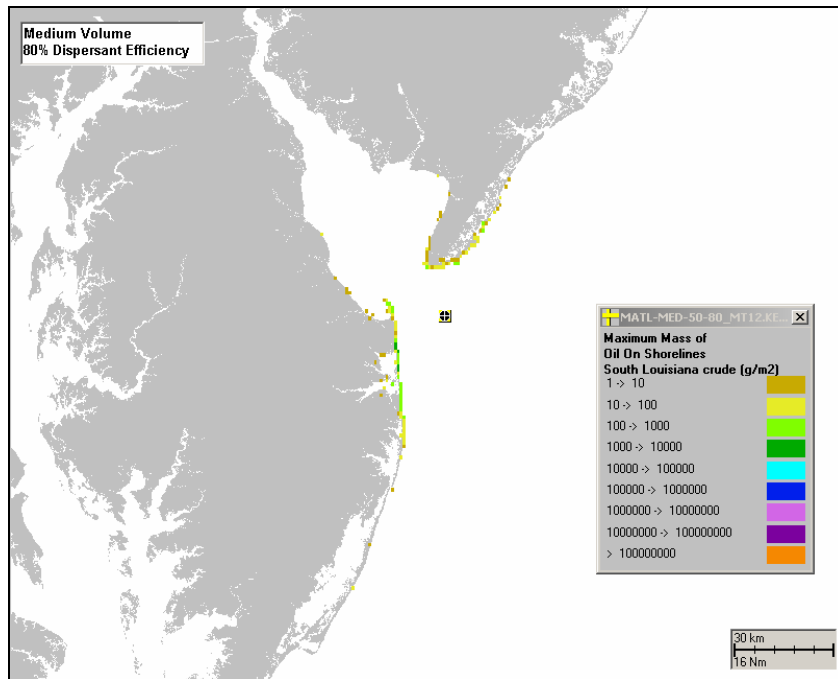 Medium Volume
80% Dispersant Efficiency
MATL-MED-50-80_MT12.KE...
Maximum Mass of
Oil On Shorelines
South Louisiana crude (g/m2)
1 -> 10
10 -> 100
100 -> 1000
1000 -> 10000
10000 -> 100000
100000 -> 1000000
1000000 -> 10000000
10000000 -> 100000000
> 100000000
30 km
16 Nm